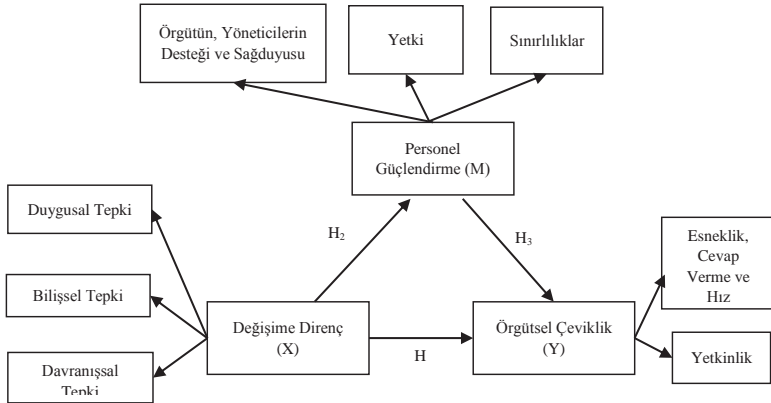 Örgütün, Yöneticilerin
Desteği ve Sağduyusu
Yetki
Sınırlılıklar
Personel
Güçlendirme (M)
Duygusal Tepki
Bilişsel Tepki
Davranışsal
Tepki
H2
H3
Değişime Direnç
(X)
H
Örgütsel Çeviklik
(Y)
Esneklik,
Cevap
Verme ve
Hız
Yetkinlik